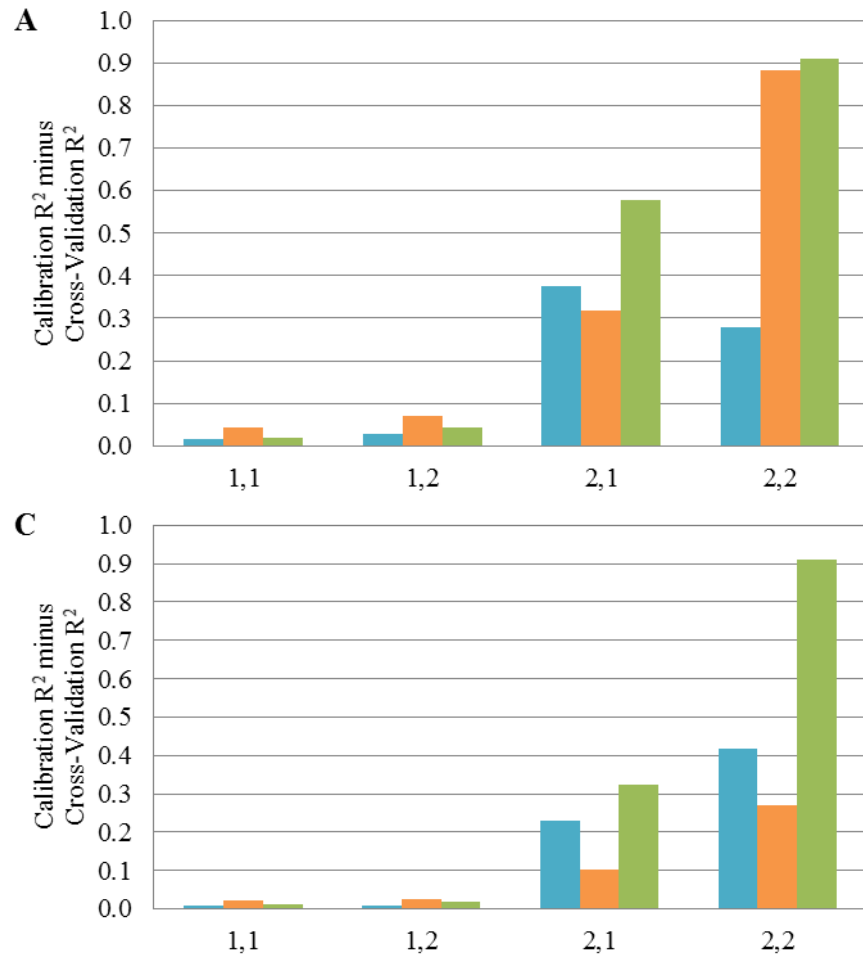 A
Calibration R² minus
Cross-Validation R²
1.0
0.9
0.8
0.7
0.6
0.5
0.4
0.3
0.2
0.1
0.0
1,1 1,2 2,1 2,2
C
Calibration R² minus
Cross-Validation R²
1.0
0.9
0.8
0.7
0.6
0.5
0.4
0.3
0.2
0.1
0.0
1,1 1,2 2,1 2,2